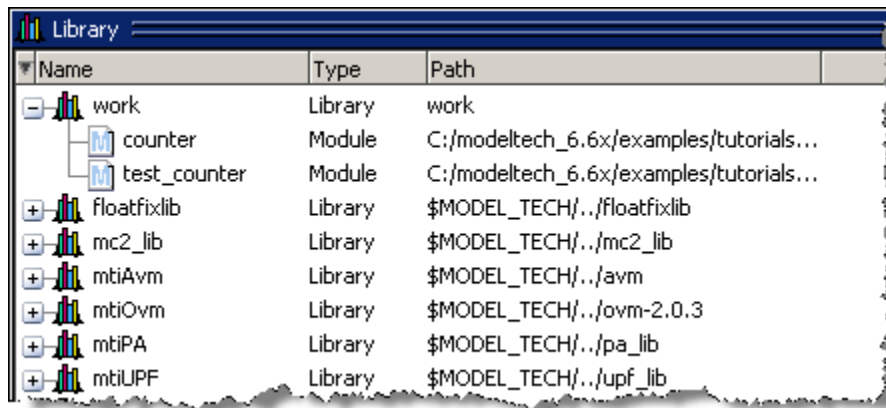 Library
Name Type Path
work Library work
counter Module C:/modeltech_6.6x/examples/tutorials...
test_counter Module C:/modeltech_6.6x/examples/tutorials...
floatfixlib Library $MODEL_TECH/../floatfixlib
mc2_lib Library $MODEL_TECH/../mc2_lib
mtiAvm Library $MODEL_TECH/../avm
mtiOvm Library $MODEL_TECH/../ovm-2.0.3
mtiPA Library $MODEL_TECH/../pa_lib
mtiUPF Library $MODEL_TECH/../upf_lib